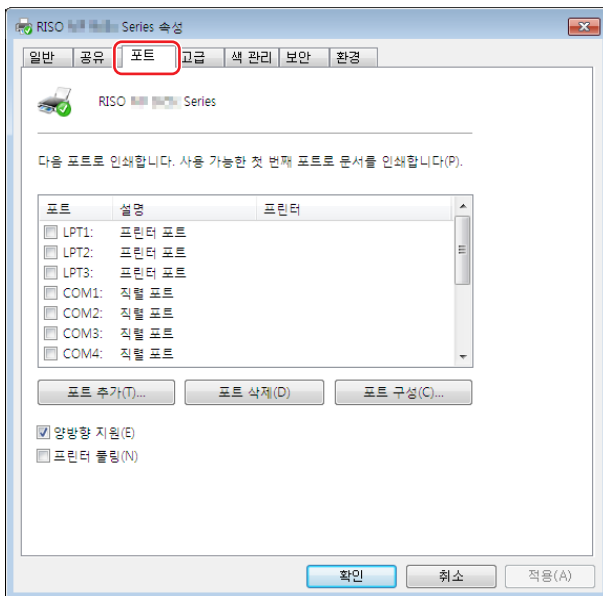 RISO Series 속성
일반 공유 포트 고급 색 관리 보안 환경
RISO Series
다음 포트로 인쇄합니다. 사용 가능한 첫 번째 포트로 문서를 인쇄합니다(P).
포트 설명 프린터
LPT1: 프린터 포트
LPT2: 프린터 포트
LPT3: 프린터 포트
COM1: 직렬 포트
COM2: 직렬 포트
COM3: 직렬 포트
COM4: 직렬 포트
포트 추가(T)... 포트 삭제(D) 포트 구성(C)...
양방향 지원(E)
프린터 풀링(N)
확인 취소 적용(A)